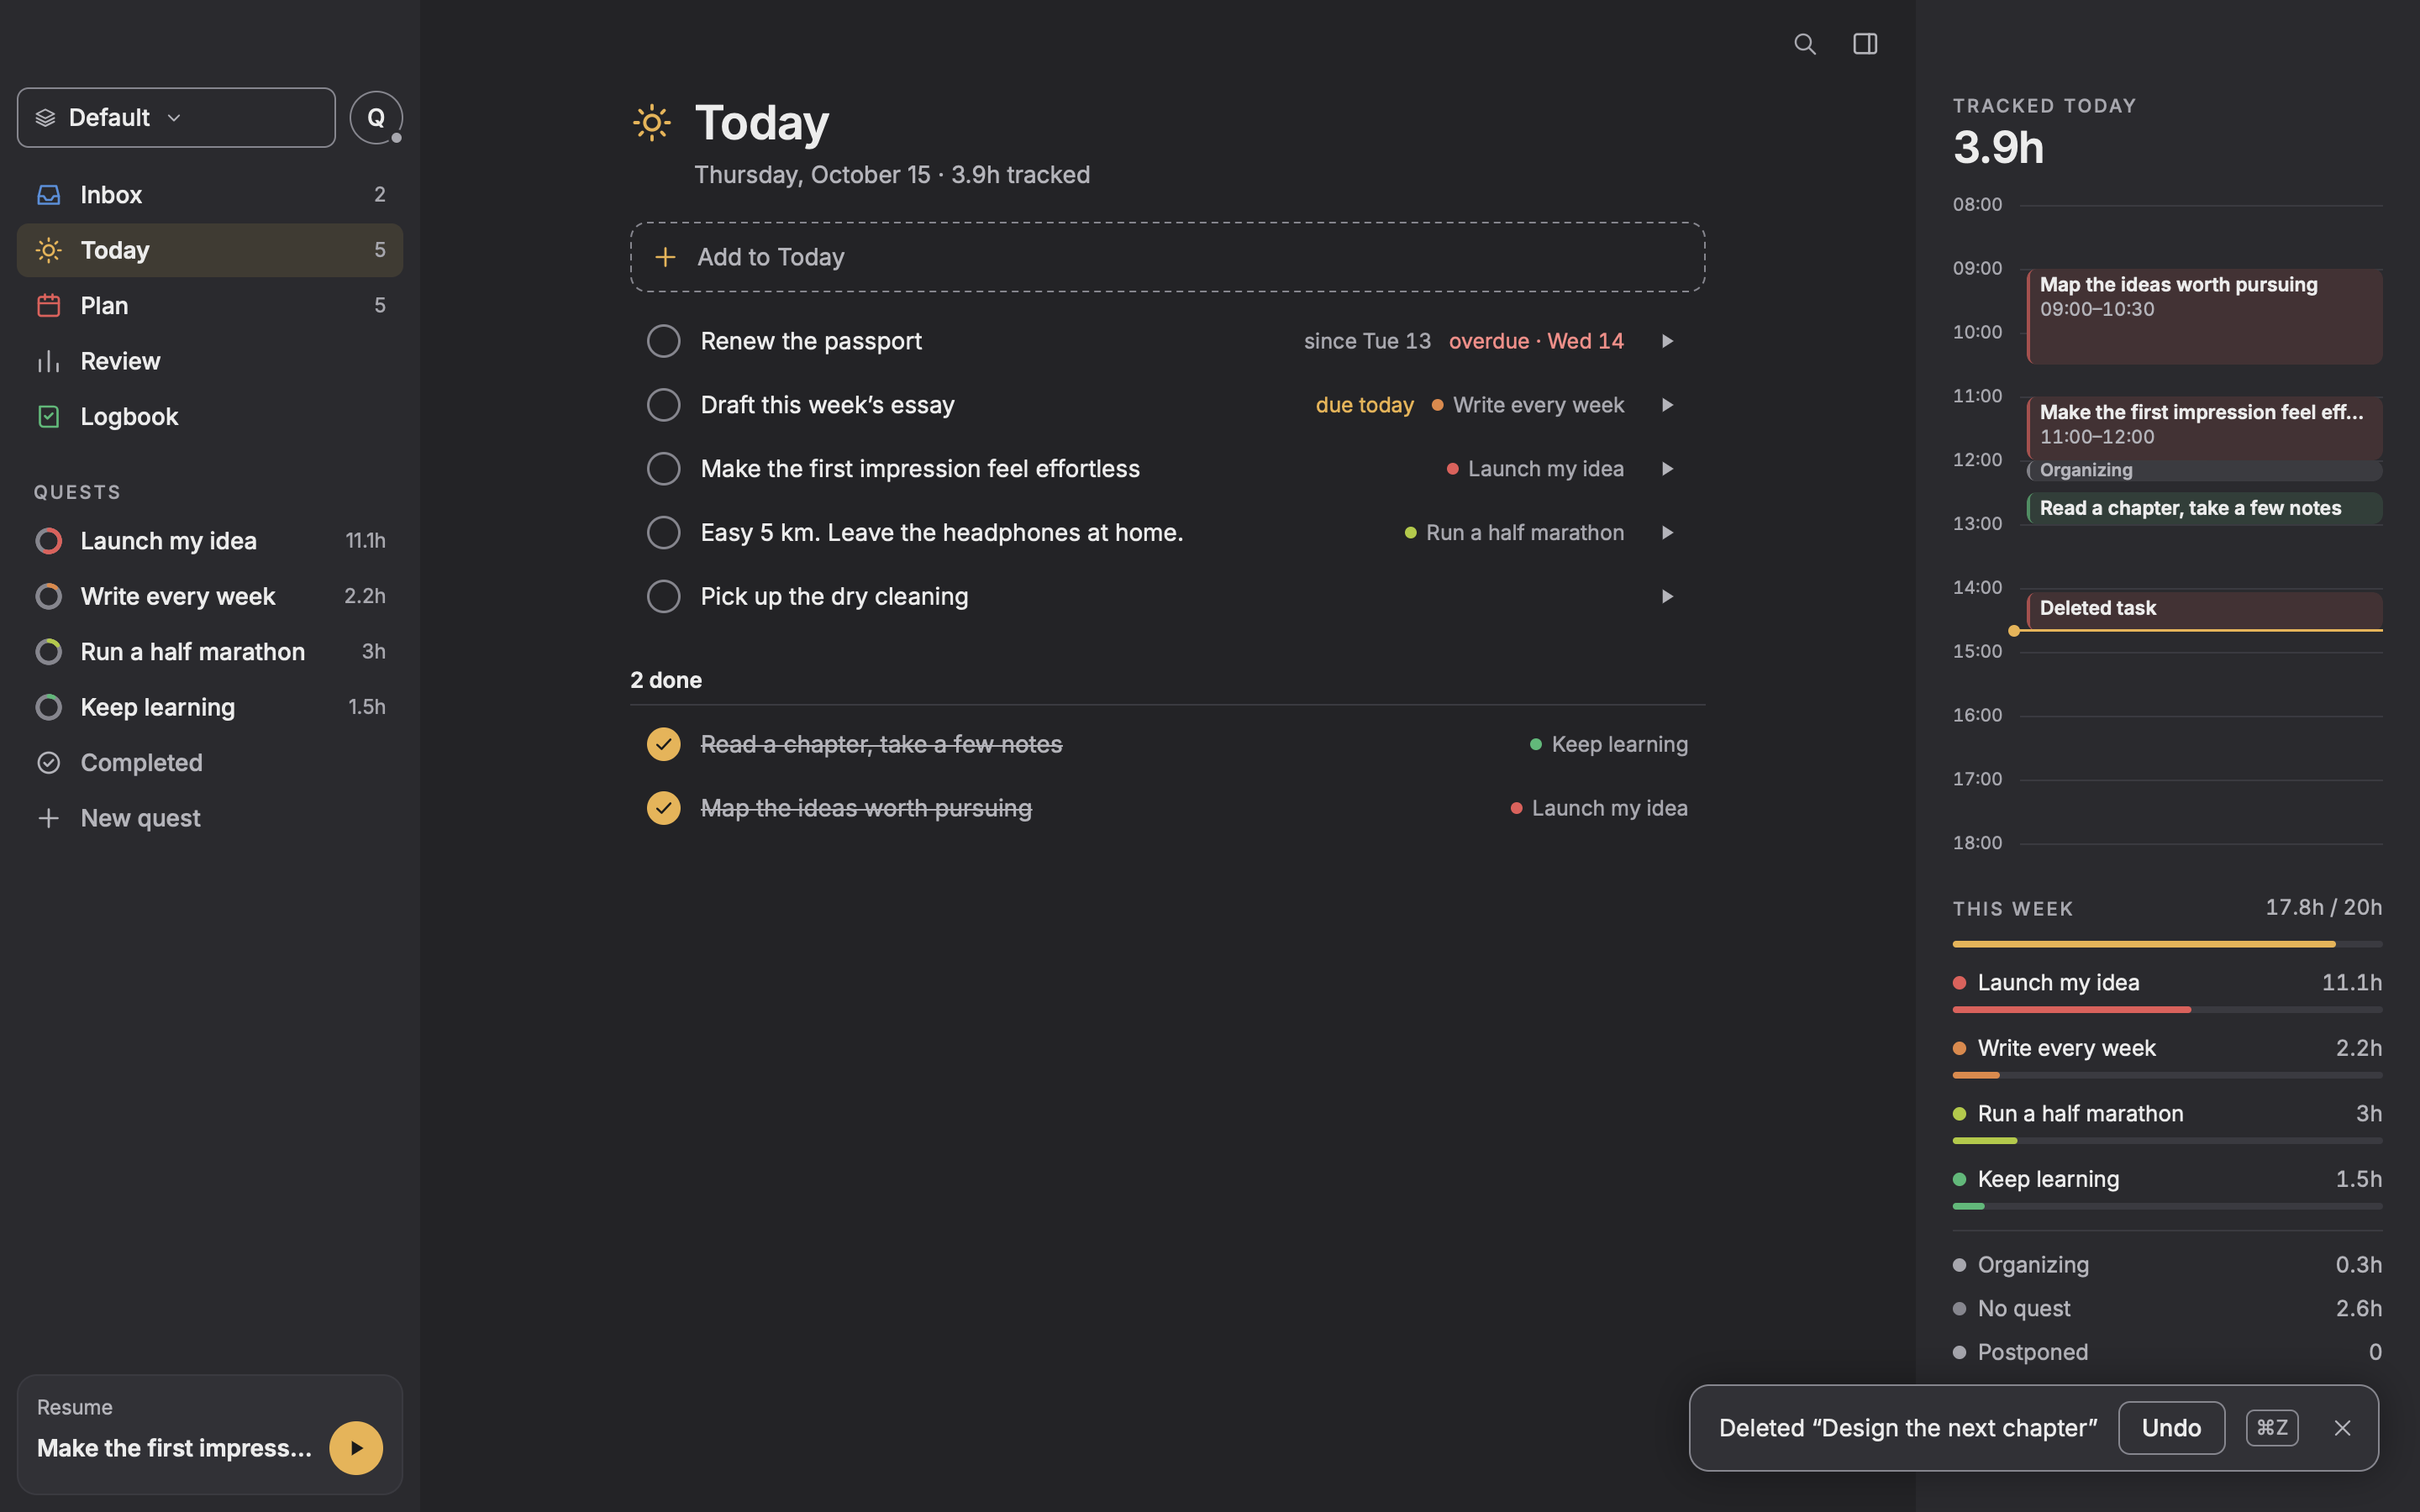 Default
Q
Inbox 2
Today 5
Plan 5
Review
Logbook
QUESTS
Launch my idea 11.1h
Write every week 2.2h
Run a half marathon 3h
Keep learning 1.5h
Completed
New quest
Resume
Make the first impress...
Today
Thursday, October 15 · 3.9h tracked
Add to Today
Renew the passport since Tue 13 overdue · Wed 14
Draft this week’s essay due today Write every week
Make the first impression feel effortless Launch my idea
Easy 5 km. Leave the headphones at home. Run a half marathon
Pick up the dry cleaning
2 done
Read a chapter, take a few notes Keep learning
Map the ideas worth pursuing Launch my idea
TRACKED TODAY
3.9h
08:00
09:00
Map the ideas worth pursuing
09:00–10:30
10:00
11:00
Make the first impression feel eff...
11:00–12:00
12:00
Organizing
Read a chapter, take a few notes
13:00
14:00
Deleted task
15:00
16:00
17:00
18:00
THIS WEEK 17.8h / 20h
Launch my idea 11.1h
Write every week 2.2h
Run a half marathon 3h
Keep learning 1.5h
Organizing 0.3h
No quest 2.6h
Postponed 0
Deleted “Design the next chapter” Undo ⌘Z